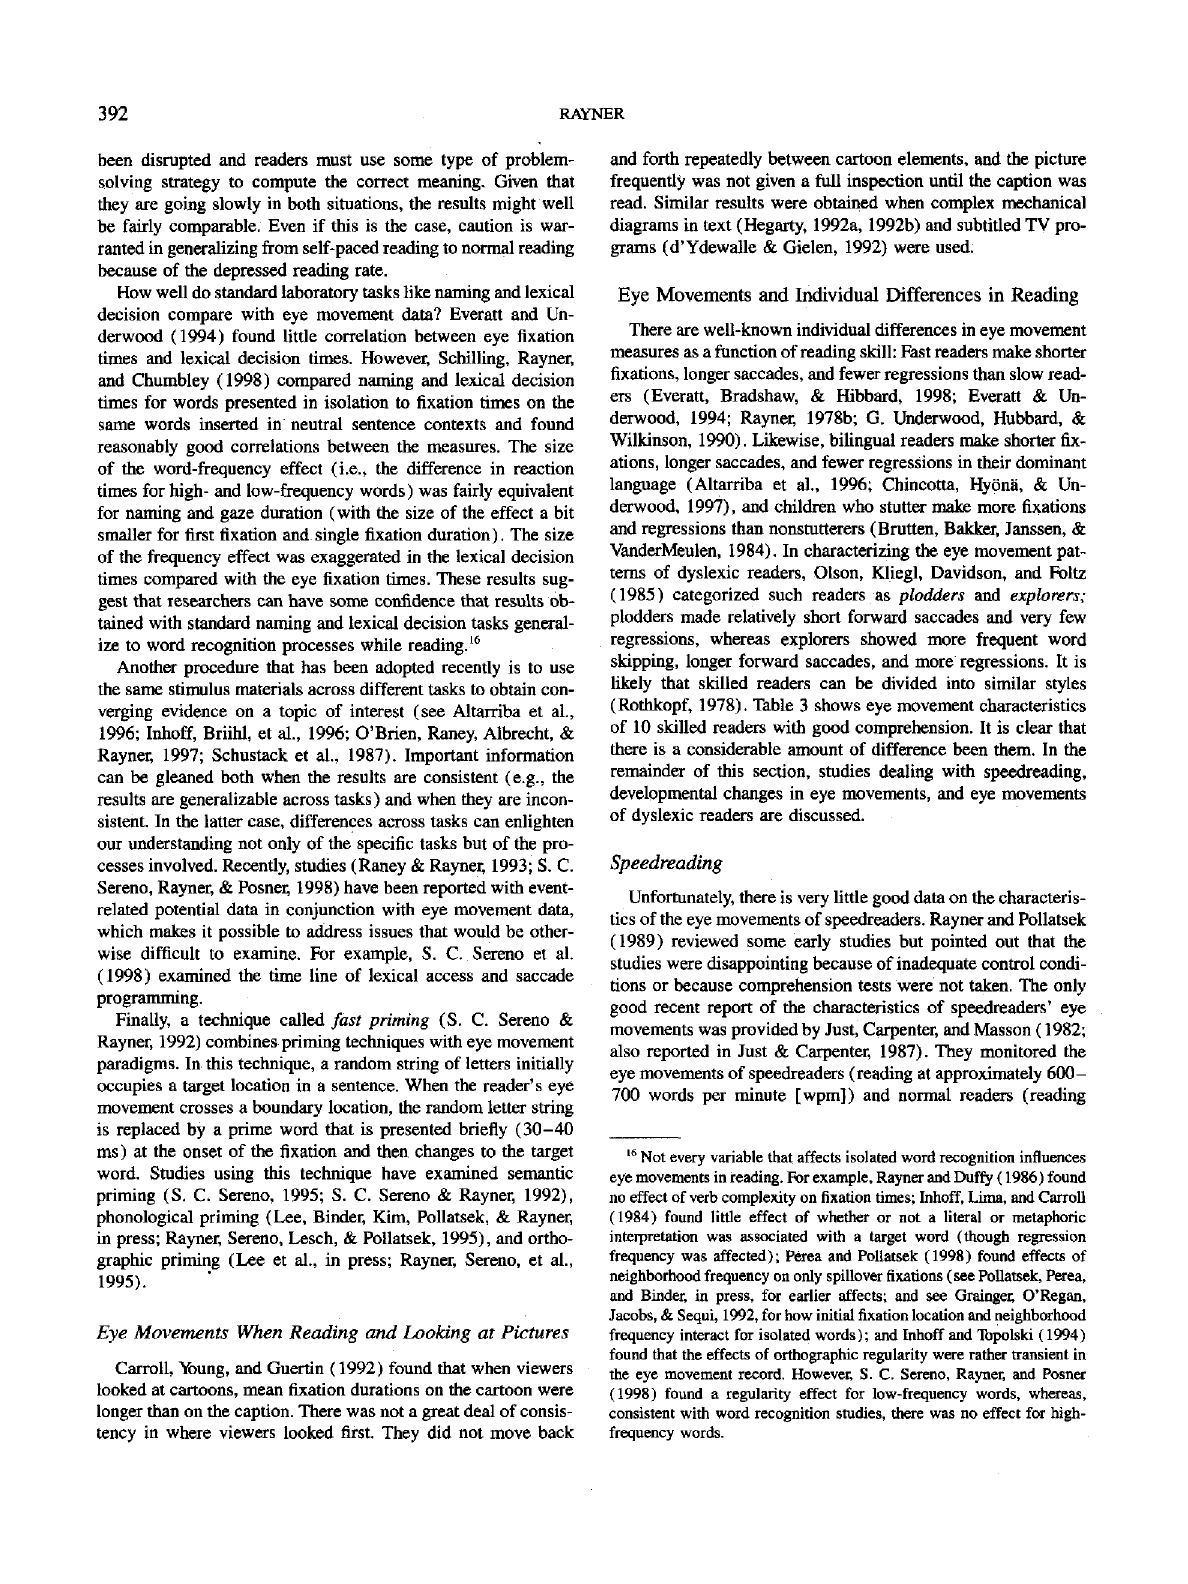 392
RAYNER
been disrupted and readers must use some type of problem-
solving strategy to compute the correct meaning. Given that
they are going slowly in both situations, the results might well
be fairly comparable. Even if this is the case, caution is war-
ranted in generalizing from self-paced reading to normal reading
because of the depressed reading rate.
How well do standard laboratory tasks like naming and lexical
decision compare with eye movement data? Everatt and Un-
derwood (1994) found little correlation between eye fixation
times and lexical decision times. However, Schilling, Rayner,
and Chumbley (1998) compared naming and lexical decision
times for words presented in isolation to fixation times on the
same words inserted in neutral sentence contexts and found
reasonably good correlations between the measures. The size
of the word-frequency effect (i.e., the difference in reaction
times for high- and low-frequency words) was fairly equivalent
for naming and gaze duration (with the size of the effect a bit
smaller for first fixation and single fixation duration). The size
of the frequency effect was exaggerated in the lexical decision
times compared with the eye fixation times. These results sug-
gest that researchers can have some confidence that results ob-
tained with standard naming and lexical decision tasks general-
ize to word recognition processes while reading.16
Another procedure that has been adopted recently is to use
the same stimulus materials across different tasks to obtain con-
verging evidence on a topic of interest (see Altarriba et al.,
1996; Inhoff, Briihl, et al., 1996; O'Brien, Raney, Albrecht, &
Rayner, 1997; Schustack et al., 1987). Important information
can be gleaned both when the results are consistent (e.g., the
results are generalizable across tasks) and when they are incon-
sistent. In the latter case, differences across tasks can enlighten
our understanding not only of the specific tasks but of the pro-
cesses involved. Recently, studies (Raney & Rayner, 1993; S. C.
Sereno, Rayner, & Posner, 1998) have been reported with event-
related potential data in conjunction with eye movement data,
which makes it possible to address issues that would be other-
wise difficult to examine. For example, S. C. Sereno et al.
(1998) examined the time line of lexical access and saccade
programming.
Finally, a technique called fast priming (S. C. Sereno &
Rayner, 1992) combines priming techniques with eye movement
paradigms. In this technique, a random string of letters initially
occupies a target location in a sentence. When the reader's eye
movement crosses a boundary location, the random letter string
is replaced by a prime word that is presented briefly (30–40
ms) at the onset of the fixation and then changes to the target
word. Studies using this technique have examined semantic
priming (S. C. Sereno, 1995; S. C. Sereno & Rayner, 1992),
phonological priming (Lee, Binder, Kim, Pollatsek, & Rayner,
in press; Rayner, Sereno, Lesch, & Pollatsek, 1995), and ortho-
graphic priming (Lee et al., in press; Rayner, Sereno, et al.,
1995).
Eye Movements When Reading and Looking at Pictures
Carroll, Young, and Guertin (1992) found that when viewers
looked at cartoons, mean fixation durations on the cartoon were
longer than on the caption. There was not a great deal of consis-
tency in where viewers looked first. They did not move back
and forth repeatedly between cartoon elements, and the picture
frequently was not given a full inspection until the caption was
read. Similar results were obtained when complex mechanical
diagrams in text (Hegarty, 1992a, 1992b) and subtitled TV pro-
grams (d'Ydewalle & Gielen, 1992) were used.
Eye Movements and Individual Differences in Reading
There are well-known individual differences in eye movement
measures as a function of reading skill: Fast readers make shorter
fixations, longer saccades, and fewer regressions than slow read-
ers (Everatt, Bradshaw, & Hibbard, 1998; Everatt & Un-
derwood, 1994; Rayner, 1978b; G. Underwood, Hubbard, &
Wilkinson, 1990). Likewise, bilingual readers make shorter fix-
ations, longer saccades, and fewer regressions in their dominant
language (Altarriba et al., 1996; Chincotta, Hyönä, & Un-
derwood, 1997), and children who stutter make more fixations
and regressions than nonstutterers (Brutten, Bakker, Janssen, &
VanderMeulen, 1984). In characterizing the eye movement pat-
terns of dyslexic readers, Olson, Kliegl, Davidson, and Foltz
(1985) categorized such readers as plodders and explorers;
plodders made relatively short forward saccades and very few
regressions, whereas explorers showed more frequent word
skipping, longer forward saccades, and more regressions. It is
likely that skilled readers can be divided into similar styles
(Rothkopf, 1978). Table 3 shows eye movement characteristics
of 10 skilled readers with good comprehension. It is clear that
there is a considerable amount of difference been them. In the
remainder of this section, studies dealing with speedreading,
developmental changes in eye movements, and eye movements
of dyslexic readers are discussed.
Speedreading
Unfortunately, there is very little good data on the characteris-
tics of the eye movements of speedreaders. Rayner and Pollatsek
(1989) reviewed some early studies but pointed out that the
studies were disappointing because of inadequate control condi-
tions or because comprehension tests were not taken. The only
good recent report of the characteristics of speedreaders' eye
movements was provided by Just, Carpenter, and Masson (1982;
also reported in Just & Carpenter, 1987). They monitored the
eye movements of speedreaders (reading at approximately 600–
700 words per minute [wpm]) and normal readers (reading
16 Not every variable that affects isolated word recognition influences
eye movements in reading. For example, Rayner and Duffy (1986) found
no effect of verb complexity on fixation times; Inhoff, Lima, and Carroll
(1984) found little effect of whether or not a literal or metaphoric
interpretation was associated with a target word (though regression
frequency was affected); Perea and Pollatsek (1998) found effects of
neighborhood frequency on only spillover fixations (see Pollatsek, Perea,
and Binder, in press, for earlier affects; and see Grainger, O'Regan,
Jacobs, & Sequi, 1992, for how initial fixation location and neighborhood
frequency interact for isolated words); and Inhoff and Topolski (1994)
found that the effects of orthographic regularity were rather transient in
the eye movement record. However, S. C. Sereno, Rayner, and Posner
(1998) found a regularity effect for low-frequency words, whereas,
consistent with word recognition studies, there was no effect for high-
frequency words.